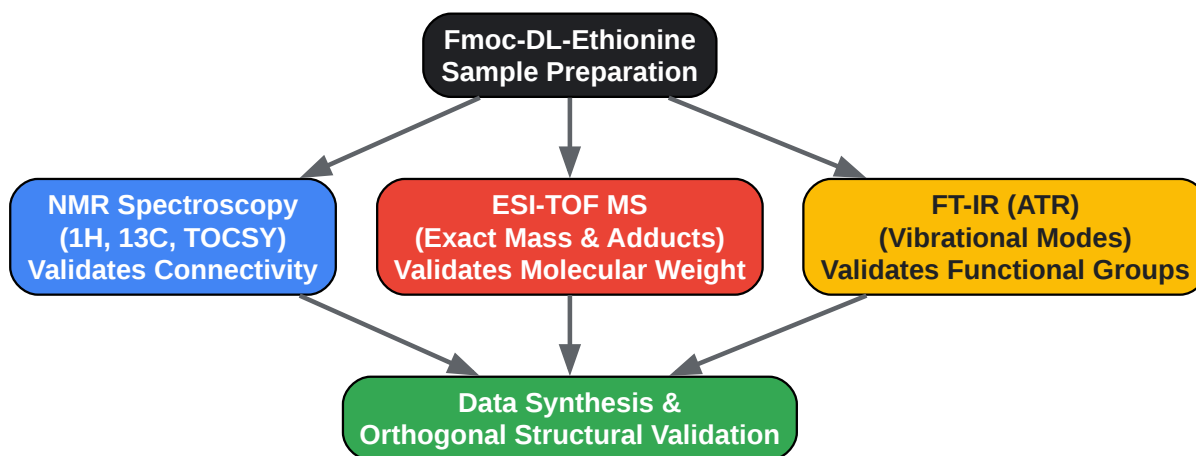 Fmoc-DL-Ethionine
Sample Preparation
NMR Spectroscopy
(1H, 13C, TOCSY)
Validates Connectivity
ESI-TOF MS
(Exact Mass & Adducts)
Validates Molecular Weight
FT-IR (ATR)
(Vibrational Modes)
Validates Functional Groups
Data Synthesis &
Orthogonal Structural Validation